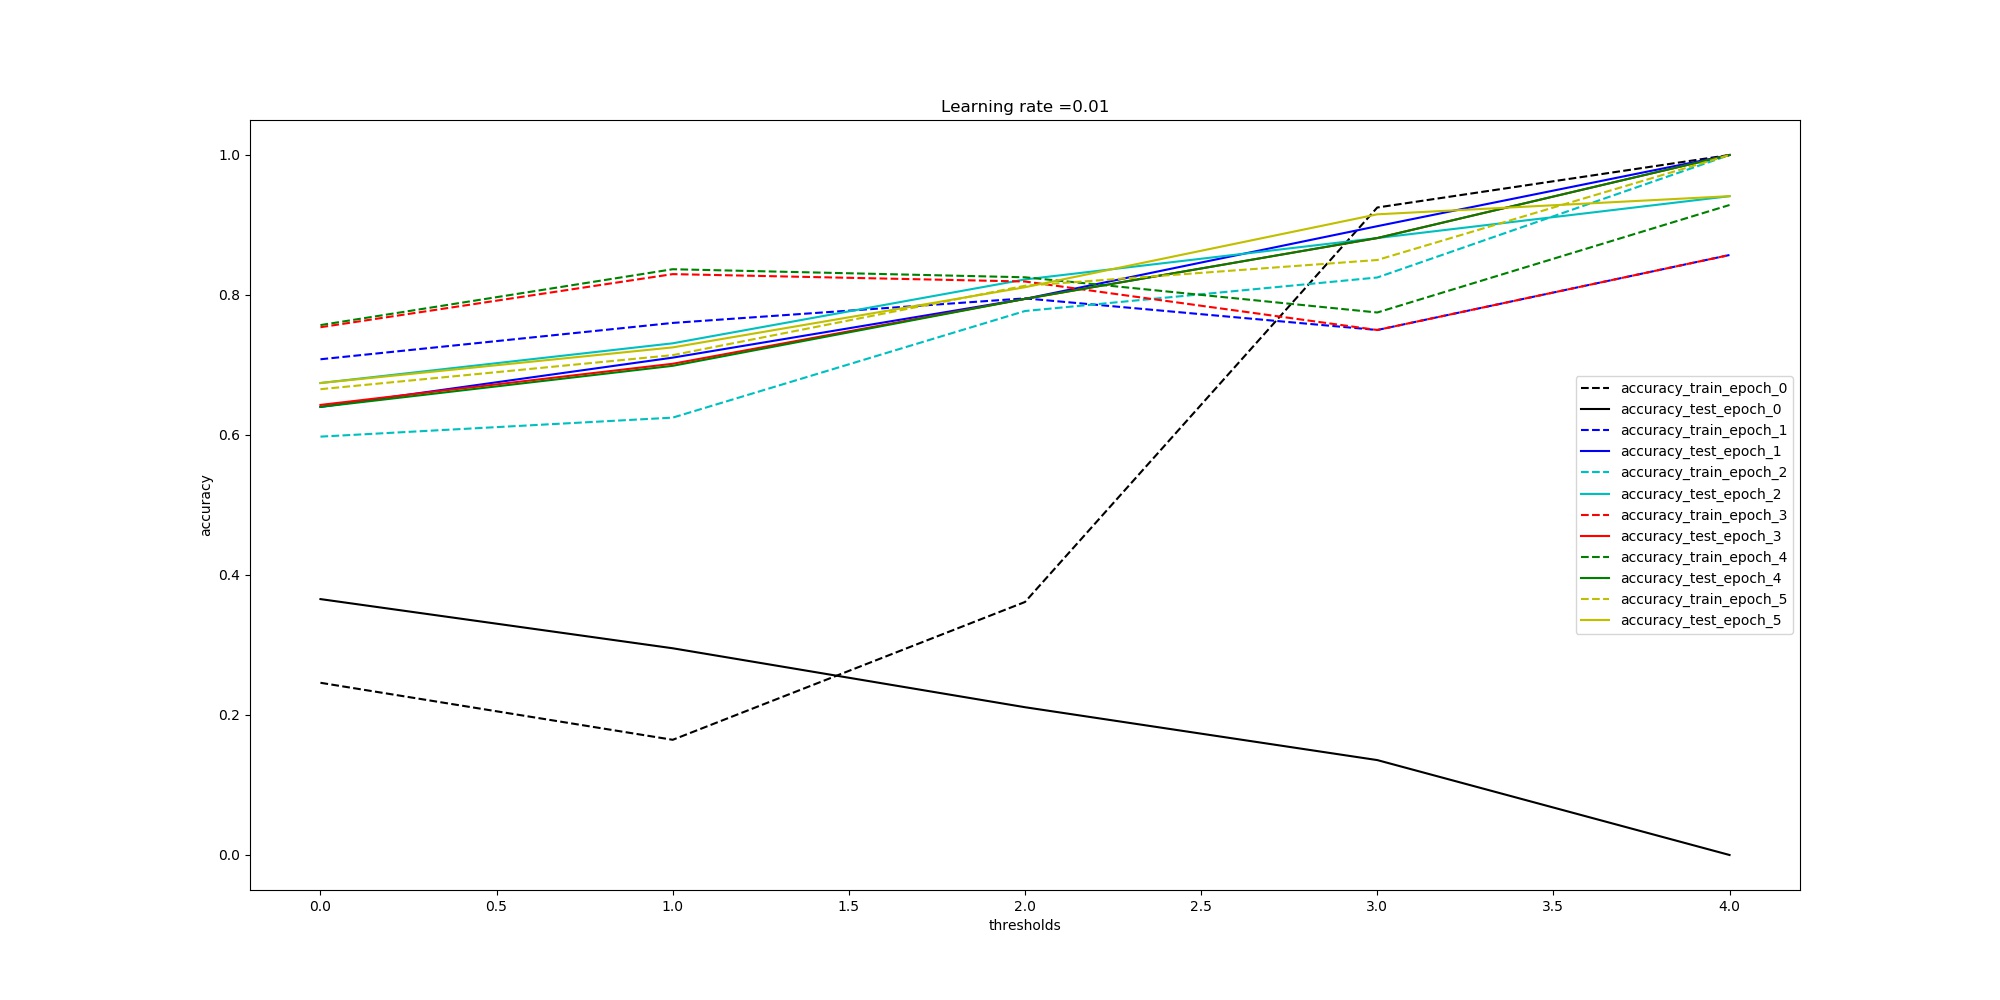 Learning rate =0.01
1.0
0.8
0.6
0.4
0.2
0.0
accuracy
accuracy_train_epoch_0
accuracy_test_epoch_0
accuracy_train_epoch_1
accuracy_test_epoch_1
accuracy_train_epoch_2
accuracy_test_epoch_2
accuracy_train_epoch_3
accuracy_test_epoch_3
accuracy_train_epoch_4
accuracy_test_epoch_4
accuracy_train_epoch_5
accuracy_test_epoch_5
0.0 0.5 1.0 1.5 2.0 2.5 3.0 3.5 4.0
thresholds